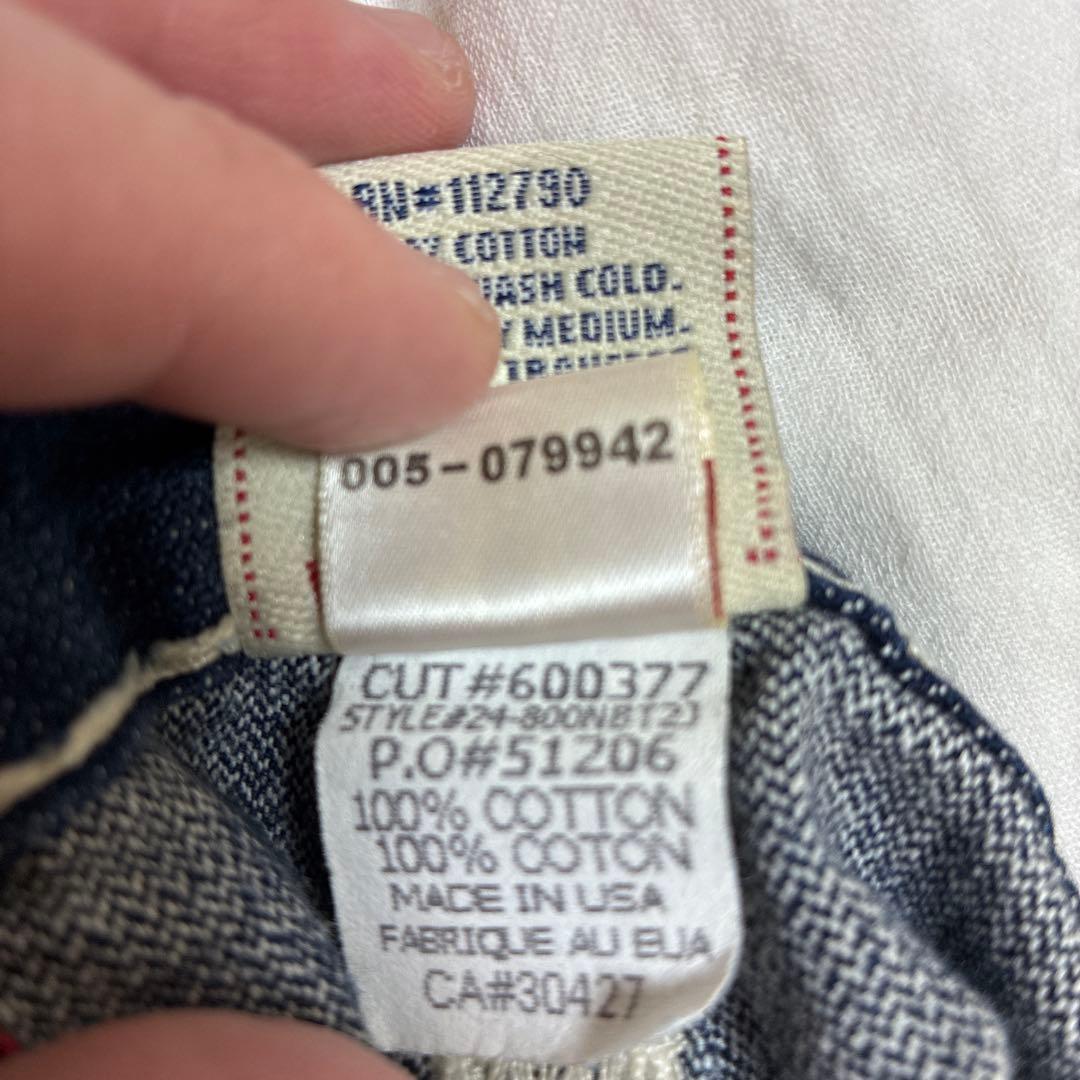 RN#112790
COTTON
WASH COLD.
MEDIUM.
005-079942
CUT#600377
STYLE#24-800NBT2J
P.O#51206
100% COTTON
100% COTON
MADE IN USA
FABRIQUE AU EUA
CA#30427